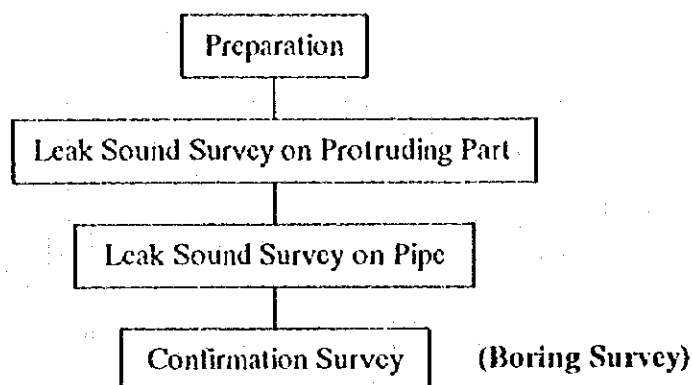 Preparation
Leak Sound Survey on Protruding Part
Leak Sound Survey on Pipe
Confirmation Survey (Boring Survey)